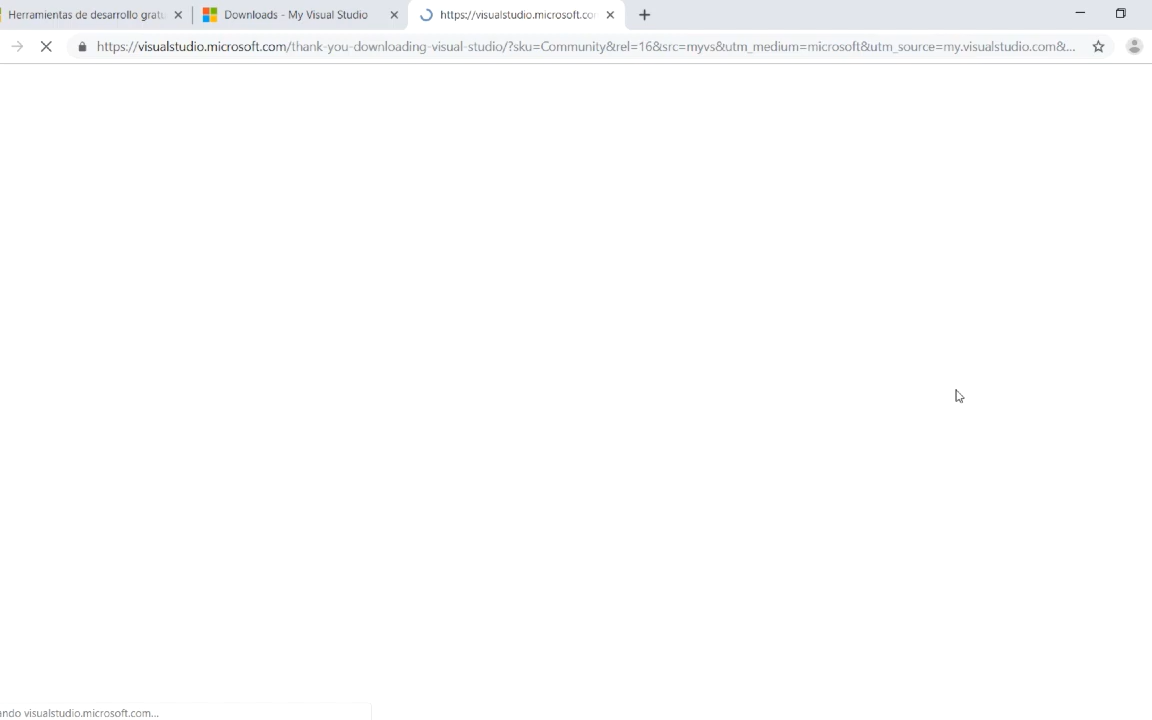 Herramientas de desarrollo gratu
Downloads - My Visual Studio
https://visualstudio.microsoft.co
https://visualstudio.microsoft.com/thank-you-downloading-visual-studio/?sku=Community&rel=16&src=myvs&utm_medium=microsoft&utm_source=my.visualstudio.com&...
ando visualstudio.microsoft.com...